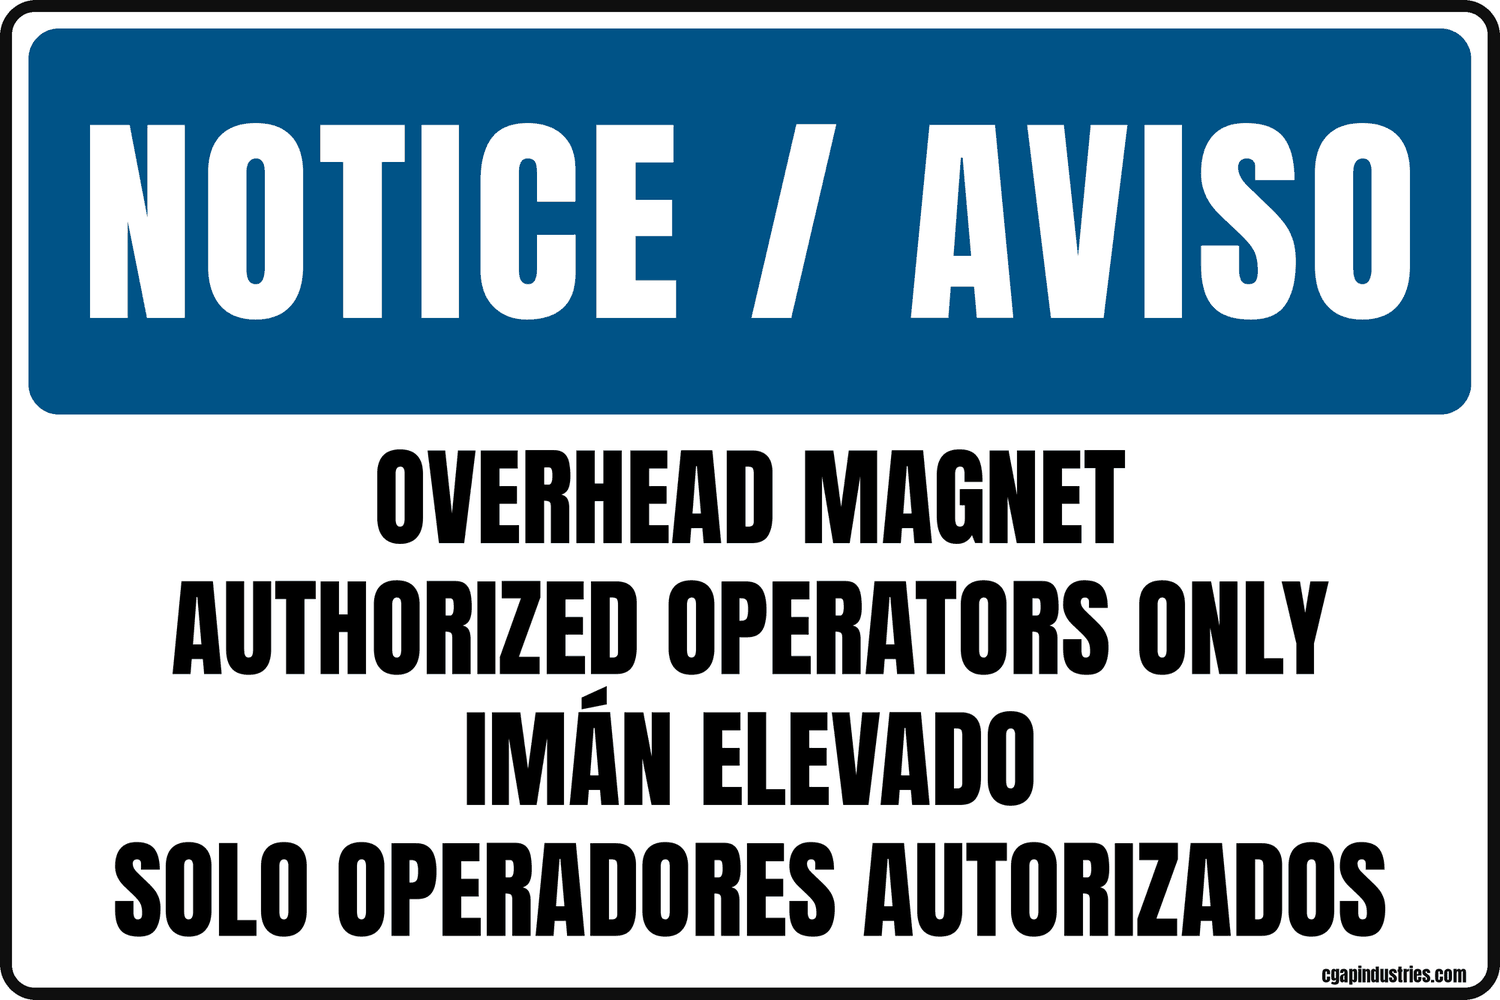 NOTICE / AVISO
OVERHEAD MAGNET
AUTHORIZED OPERATORS ONLY
IMÁN ELEVADO
SOLO OPERADORES AUTORIZADOS
cgapindustries.com